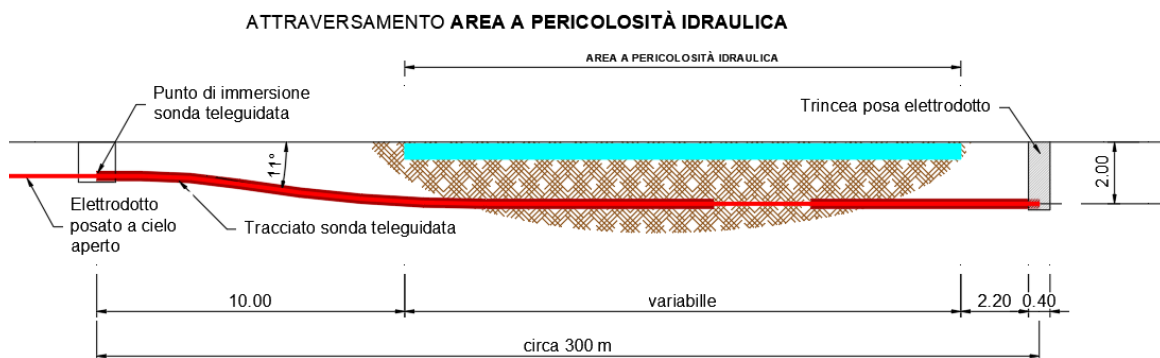 ATTRAVERSAMENTO AREA A PERICOLOSITÀ IDRAULICA
AREA A PERICOLOSITÀ IDRAULICA
Punto di immersione
sonda teleguidata
Trincea posa elettrodotto
11°
2.00
Elettrodotto
posato a cielo
aperto
Tracciato sonda teleguidata
10.00
variabille
2.20
0.40
circa 300 m